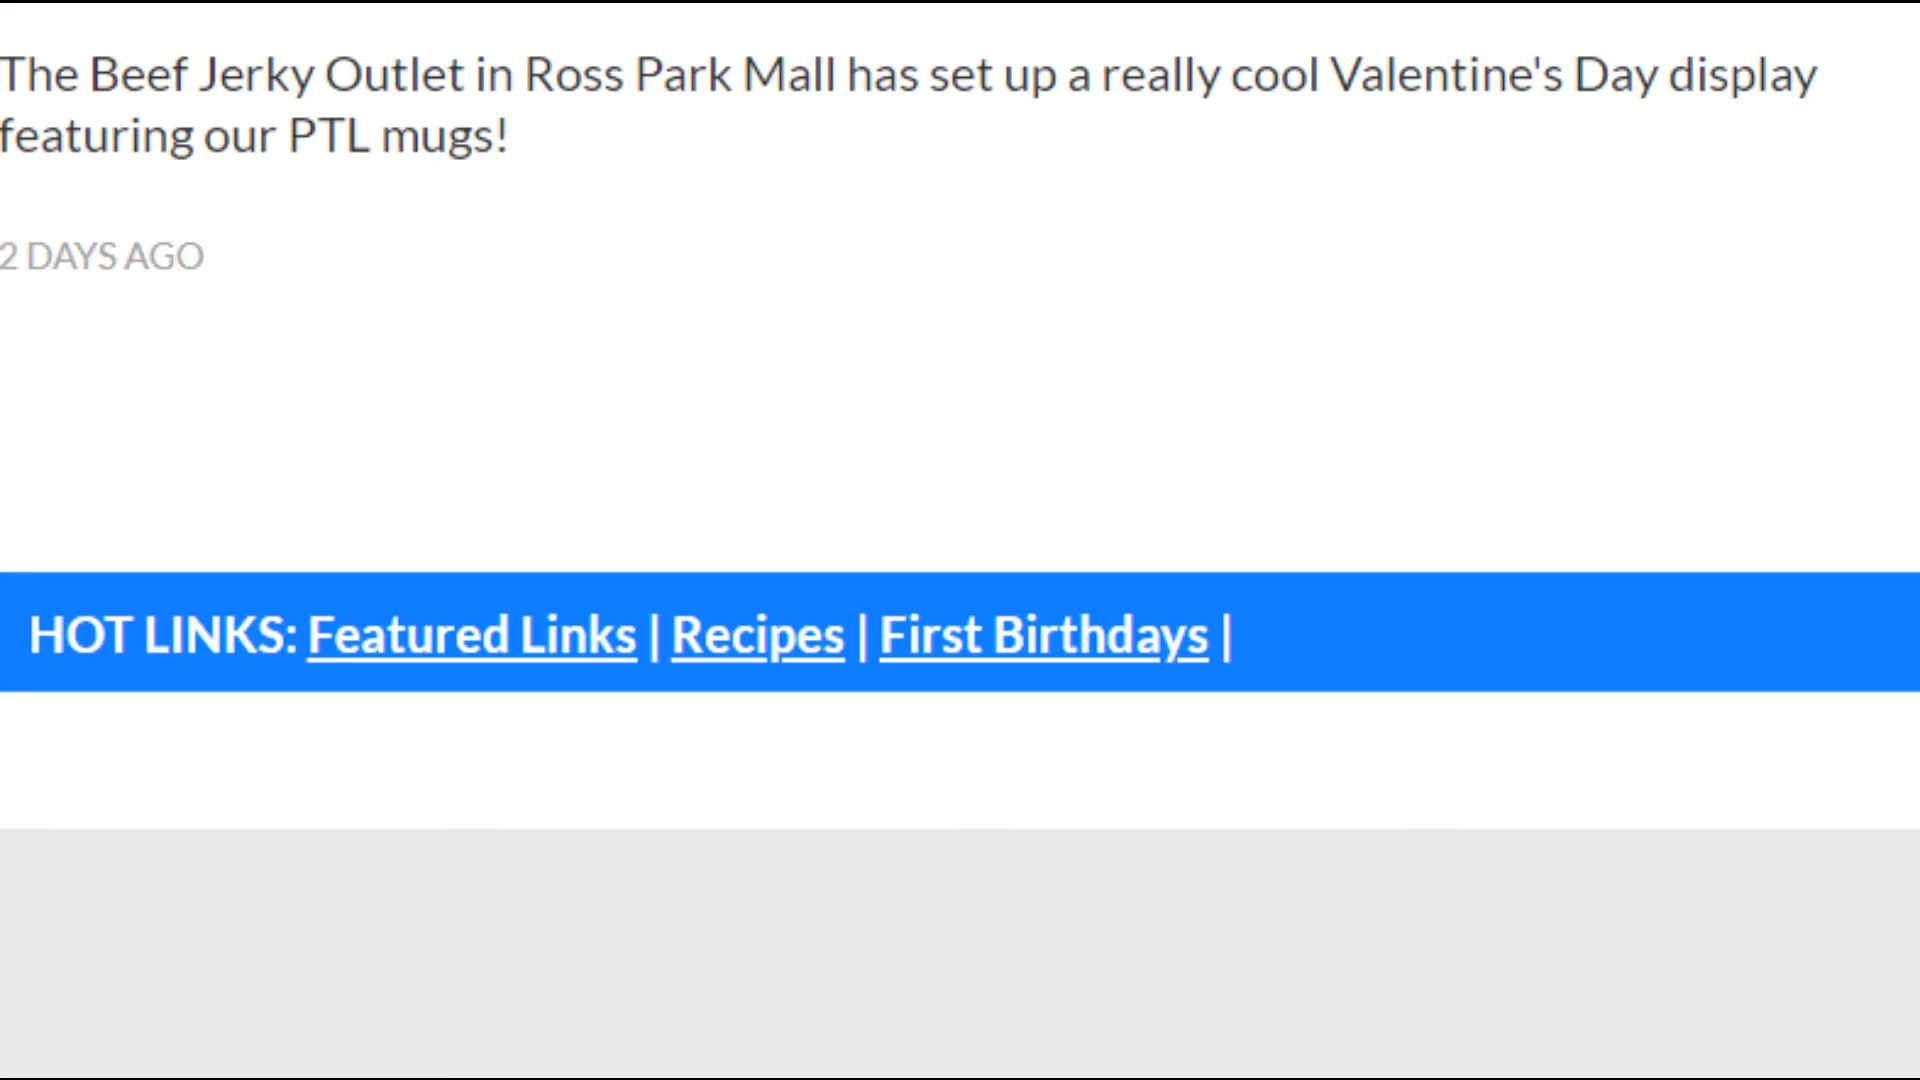 The Beef Jerky Outlet in Ross Park Mall has set up a really cool Valentine's Day display
featuring our PTL mugs!
2 DAYS AGO
HOT LINKS: Featured Links | Recipes | First Birthdays |